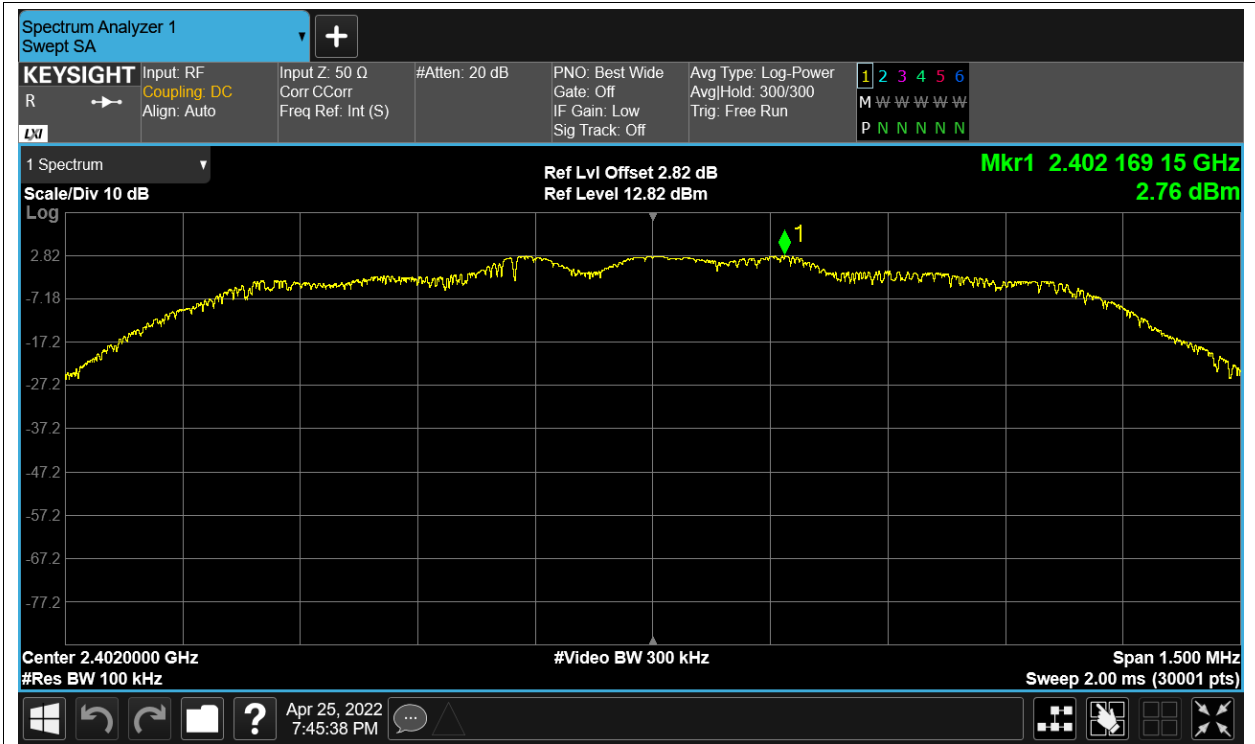 Spectrum Analyzer 1
Swept SA
KEYSIGHT
R
LXI
Input: RF
Coupling: DC
Align: Auto
Input Z: 50 Ω
Corr CCorr
Freq Ref: Int (S)
#Atten: 20 dB
PNO: Best Wide
Gate: Off
IF Gain: Low
Sig Track: Off
Avg Type: Log-Power
Avg|Hold: 300/300
Trig: Free Run
1 2 3 4 5 6
M W W W W W
P N N N N N
1 Spectrum
Scale/Div 10 dB
Log
Ref Lvl Offset 2.82 dB
Ref Level 12.82 dBm
Mkr1 2.402 169 15 GHz
2.76 dBm
1
2.82
-7.18
-17.2
-27.2
-37.2
-47.2
-57.2
-67.2
-77.2
Center 2.4020000 GHz
#Res BW 100 kHz
#Video BW 300 kHz
Span 1.500 MHz
Sweep 2.00 ms (30001 pts)
?
Apr 25, 2022
7:45:38 PM